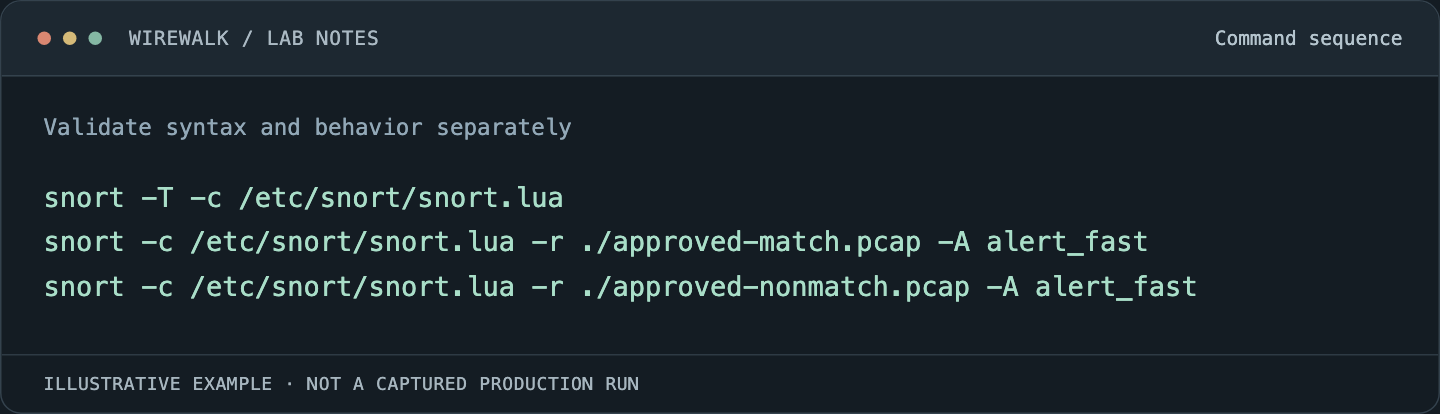 WIREWALK / LAB NOTES
Command sequence
Validate syntax and behavior separately
snort -T -c /etc/snort/snort.lua
snort -c /etc/snort/snort.lua -r ./approved-match.pcap -A alert_fast
snort -c /etc/snort/snort.lua -r ./approved-nonmatch.pcap -A alert_fast
ILLUSTRATIVE EXAMPLE · NOT A CAPTURED PRODUCTION RUN